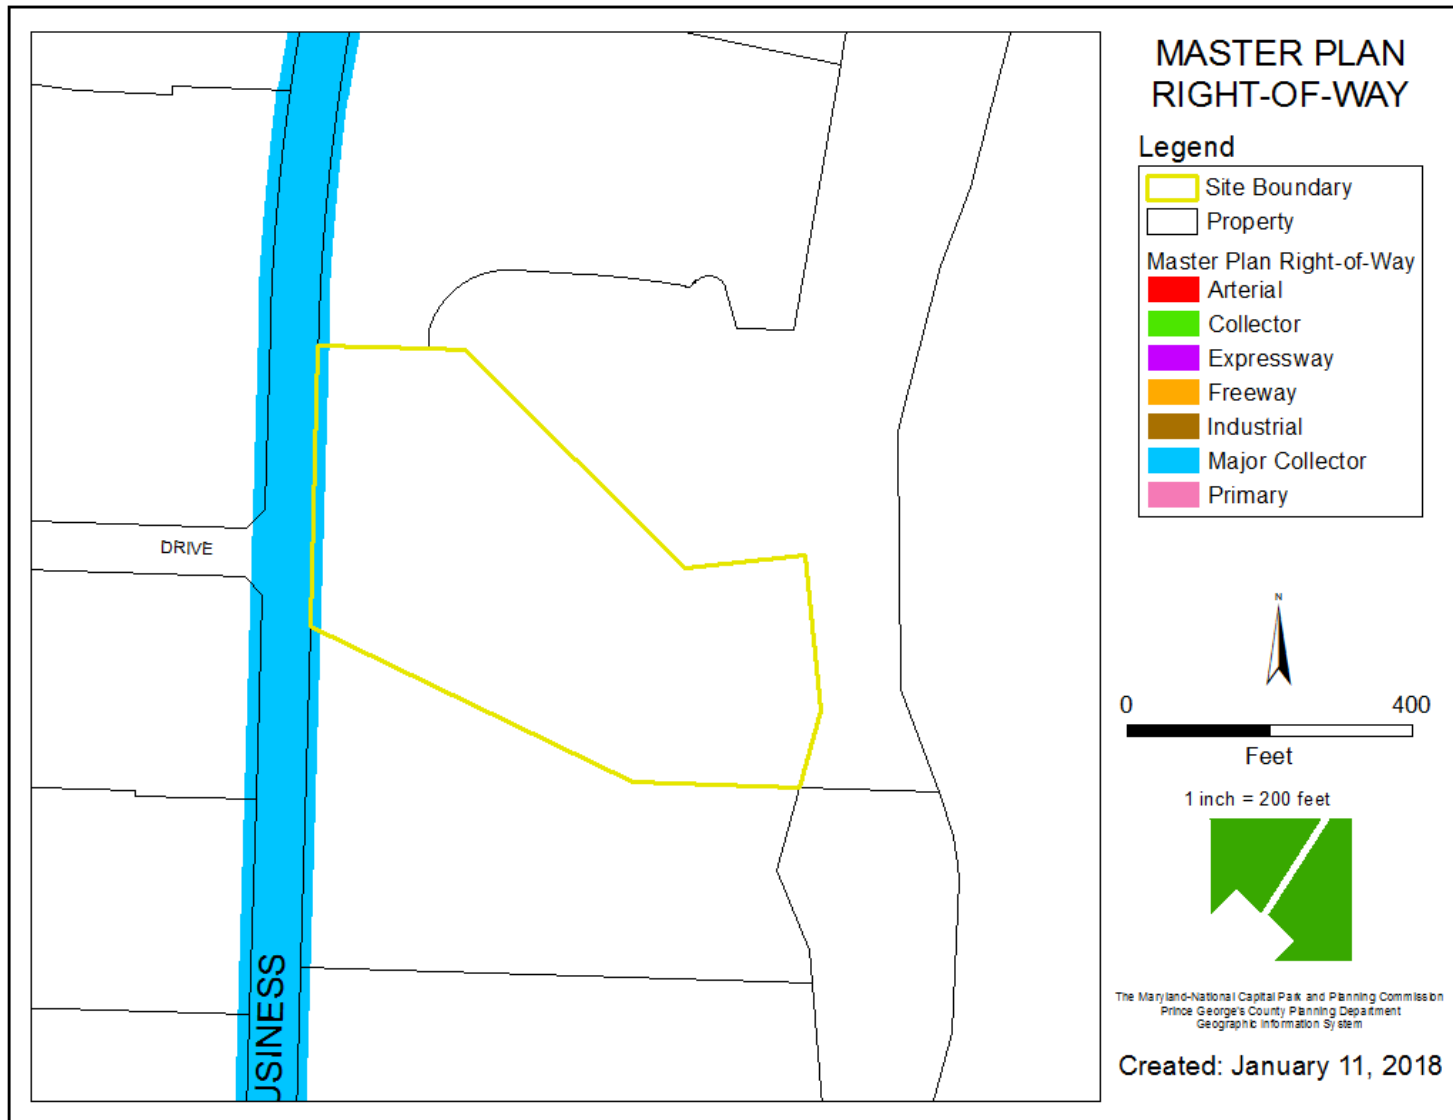 MASTER PLAN
RIGHT-OF-WAY
Legend
Site Boundary
Property
Master Plan Right-of-Way
Arterial
Collector
Expressway
Freeway
Industrial
Major Collector
Primary
DRIVE
USINESS
N
0 400
Feet
1 inch = 200 feet
The Maryland-National Capital Park and Planning Commission
Prince George's County Planning Department
Geographic Information System
Created: January 11, 2018